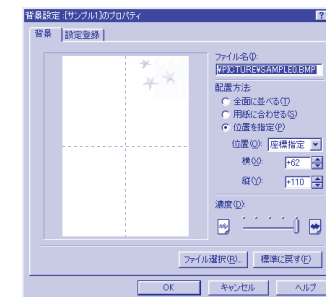 背景設定 :[サンプル1]のプロパティ
背景 設定登録
ファイル名(I):
¥PICTURE¥SAMPLE0.BMP
配置方法:
全面に並べる(T)
用紙に合わせる(S)
位置を指定(P)
位置(O): 座標指定
横(X): +62
縦(Y): +110
濃度(D):
ファイル選択(R)... 標準に戻す(F)
OK キャンセル ヘルプ